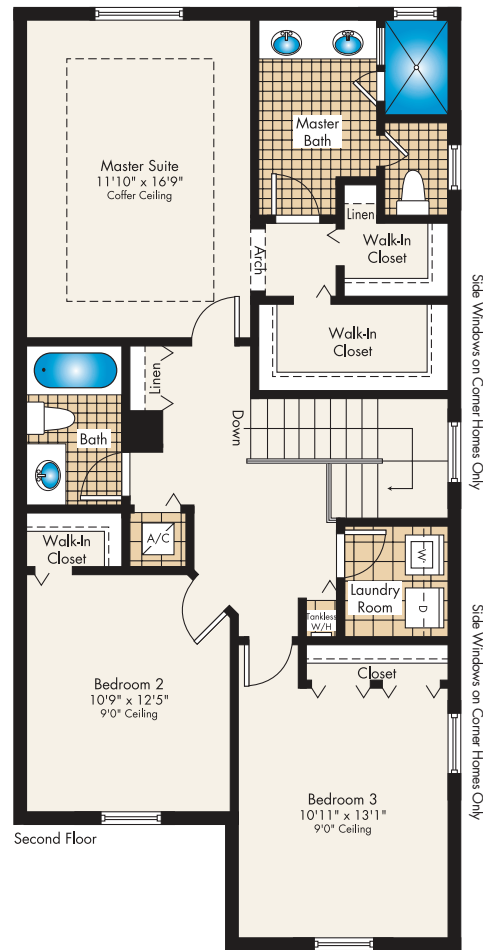 Master Suite
11'10" x 16'9"
Coffer Ceiling
Master
Bath
Linen
Walk-In
Closet
Arch
Walk-In
Closet
Linen
Bath
Down
Side Windows on Corner Homes Only
Walk-In
Closet
A/C
W
D
Laundry
Room
Tankless
W/H
Closet
Bedroom 2
10'9" x 12'5"
9'0" Ceiling
Bedroom 3
10'11" x 13'1"
9'0" Ceiling
Side Windows on Corner Homes Only
Second Floor